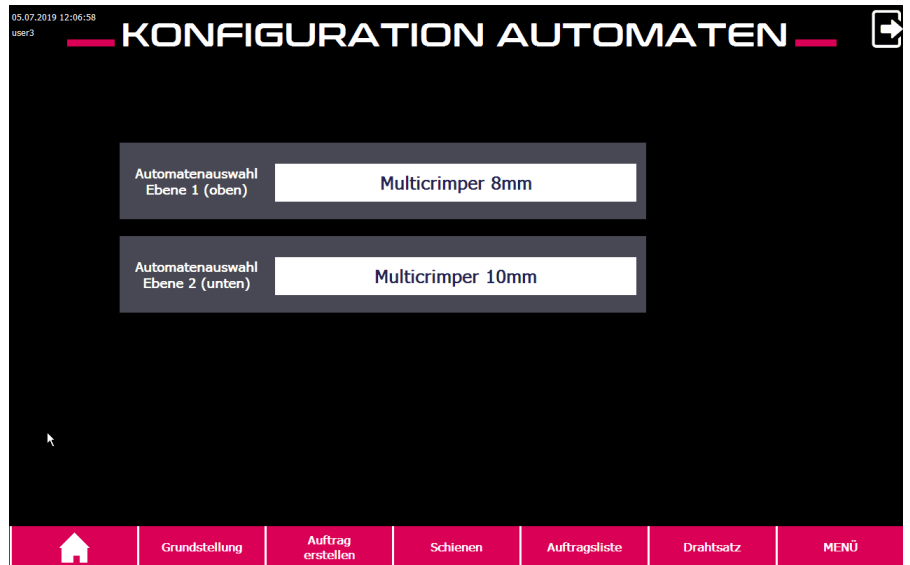 05.07.2019 12:06:58
user3
KONFIGURATION AUTOMATEN
Automatenauswahl
Ebene 1 (oben)
Multicrimper 8mm
Automatenauswahl
Ebene 2 (unten)
Multicrimper 10mm
Grundstellung
Auftrag
erstellen
Schienen
Auftragsliste
Drahtsatz
MENÜ